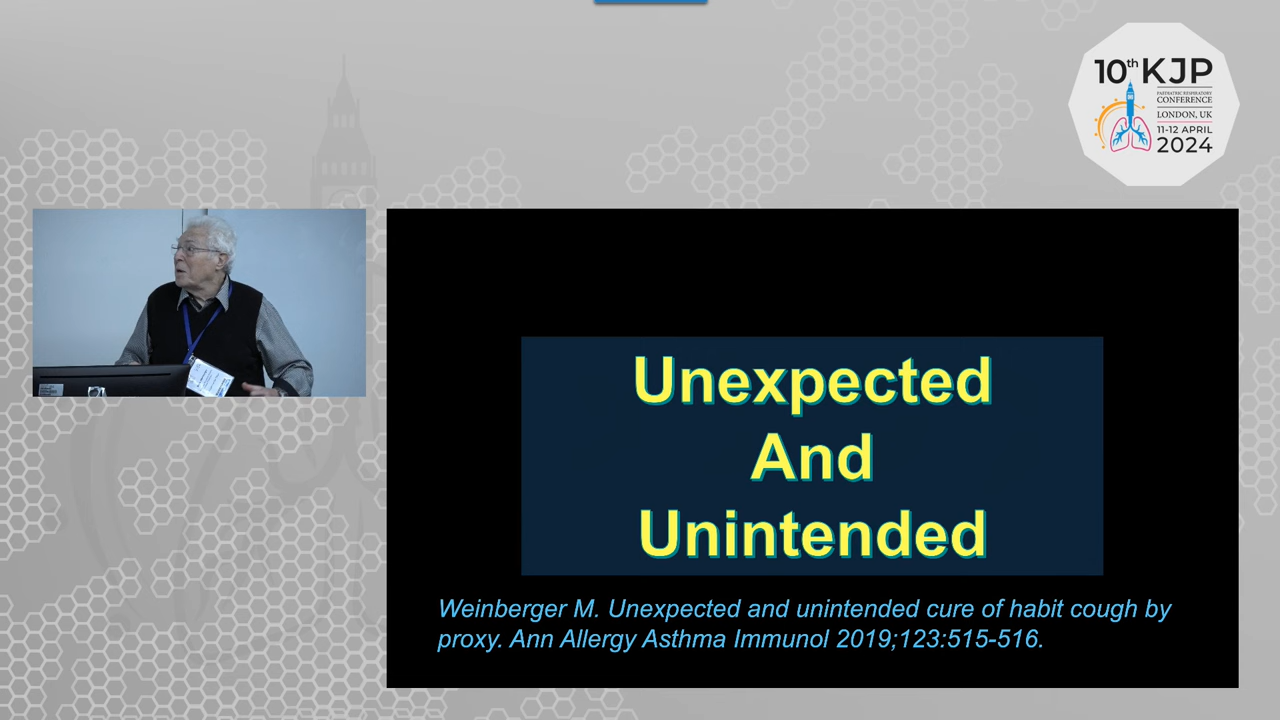 10th KJP
PAEDIATRIC RESPIRATORY
CONFERENCE
LONDON, UK
11-12 APRIL
2024
Unexpected
And
Unintended
Weinberger M. Unexpected and unintended cure of habit cough by
proxy. Ann Allergy Asthma Immunol 2019;123:515-516.